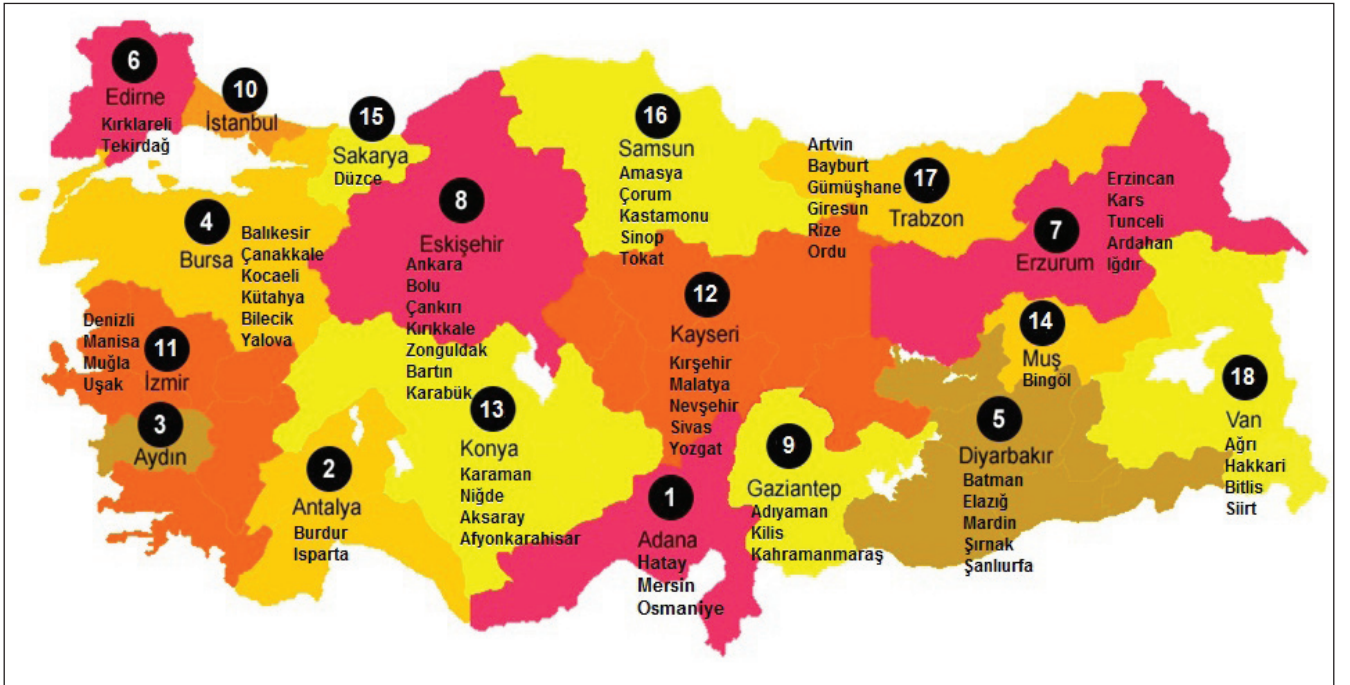 6
Edirne
Kırklareli
Tekirdağ
10
İstanbul
15
Sakarya
Düzce
4
Bursa
Balıkesir
Çanakkale
Kocaeli
Kütahya
Bilecik
Yalova
8
Eskişehir
Ankara
Bolu
Çankırı
Kırıkkale
Zonguldak
Bartın
Karabük
16
Samsun
Amasya
Çorum
Kastamonu
Sinop
Tokat
17
Trabzon
Artvin
Bayburt
Gümüşhane
Giresun
Rize
Ordu
7
Erzurum
Erzincan
Kars
Tunceli
Ardahan
Iğdır
11
İzmir
Denizli
Manisa
Muğla
Uşak
3
Aydın
2
Antalya
Burdur
Isparta
13
Konya
Karaman
Niğde
Aksaray
Afyonkarahisar
12
Kayseri
Kırşehir
Malatya
Nevşehir
Sivas
Yozgat
1
Adana
Hatay
Mersin
Osmaniye
9
Gaziantep
Adıyaman
Kilis
Kahramanmaraş
14
Muş
Bingöl
5
Diyarbakır
Batman
Elazığ
Mardin
Şırnak
Şanlıurfa
18
Van
Ağrı
Hakkari
Bitlis
Siirt